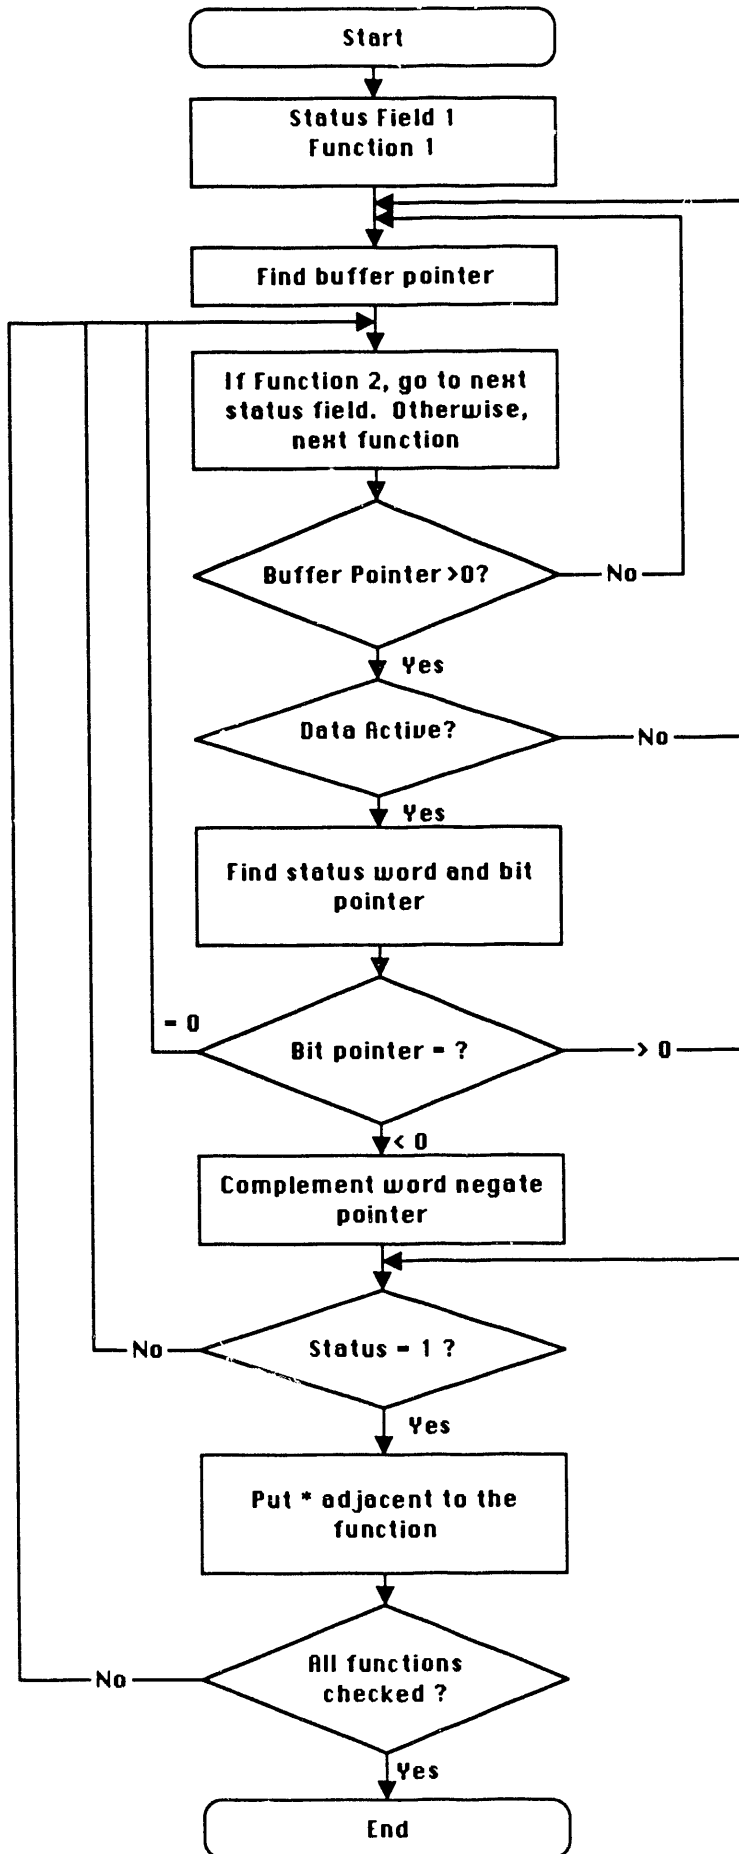 Start
Status Field 1
Function 1
Find buffer pointer
If Function 2, go to next
status field. Otherwise,
next function
Buffer Pointer >0?
No
Yes
Data Active?
No
Yes
Find status word and bit
pointer
= 0
Bit pointer = ?
> 0
< 0
Complement word negate
pointer
Status = 1 ?
No
Yes
Put * adjacent to the
function
All functions
checked ?
No
Yes
End